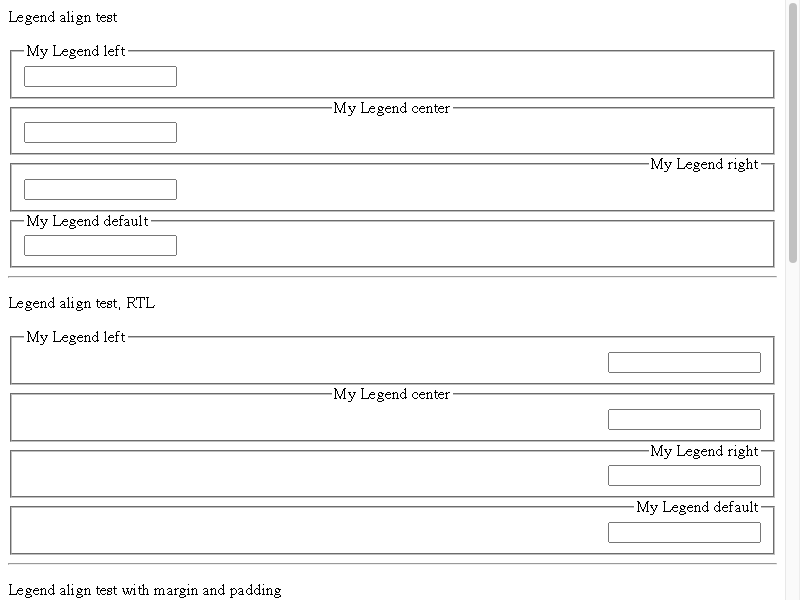 Legend align test
My Legend left
My Legend center
My Legend right
My Legend default
Legend align test, RTL
My Legend left
My Legend center
My Legend right
My Legend default
Legend align test with margin and padding